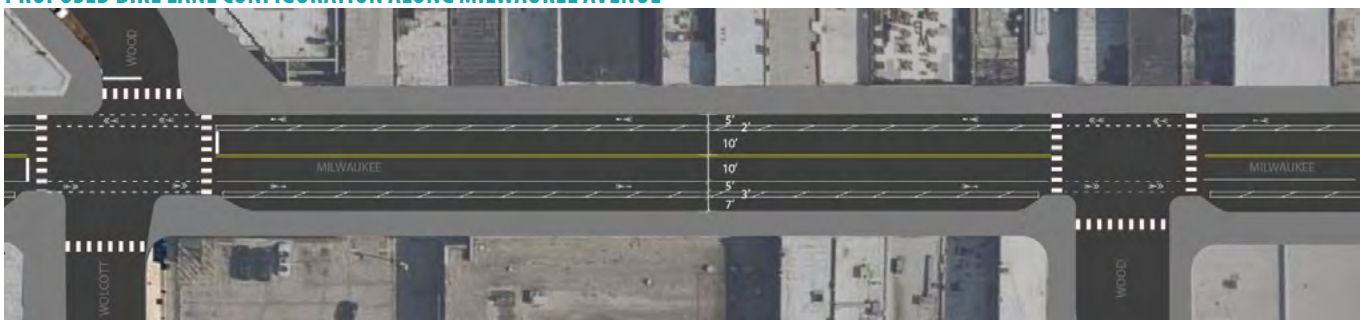 PROPOSED BIKE LANE CONFIGURATION ALONG MILWAUKEE AVENUE
WOOD
5'
2'
10'
MILWAUKEE
10'
MILWAUKEE
5'
3'
7'
WOLCOTT
WOOD